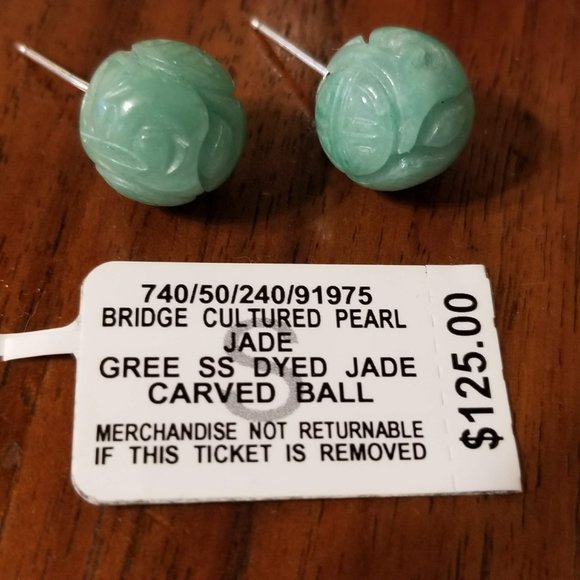 740/50/240/91975
BRIDGE CULTURED PEARL
JADE
GREE SS DYED JADE
CARVED BALL
MERCHANDISE NOT RETURNABLE
IF THIS TICKET IS REMOVED
$125.00
S